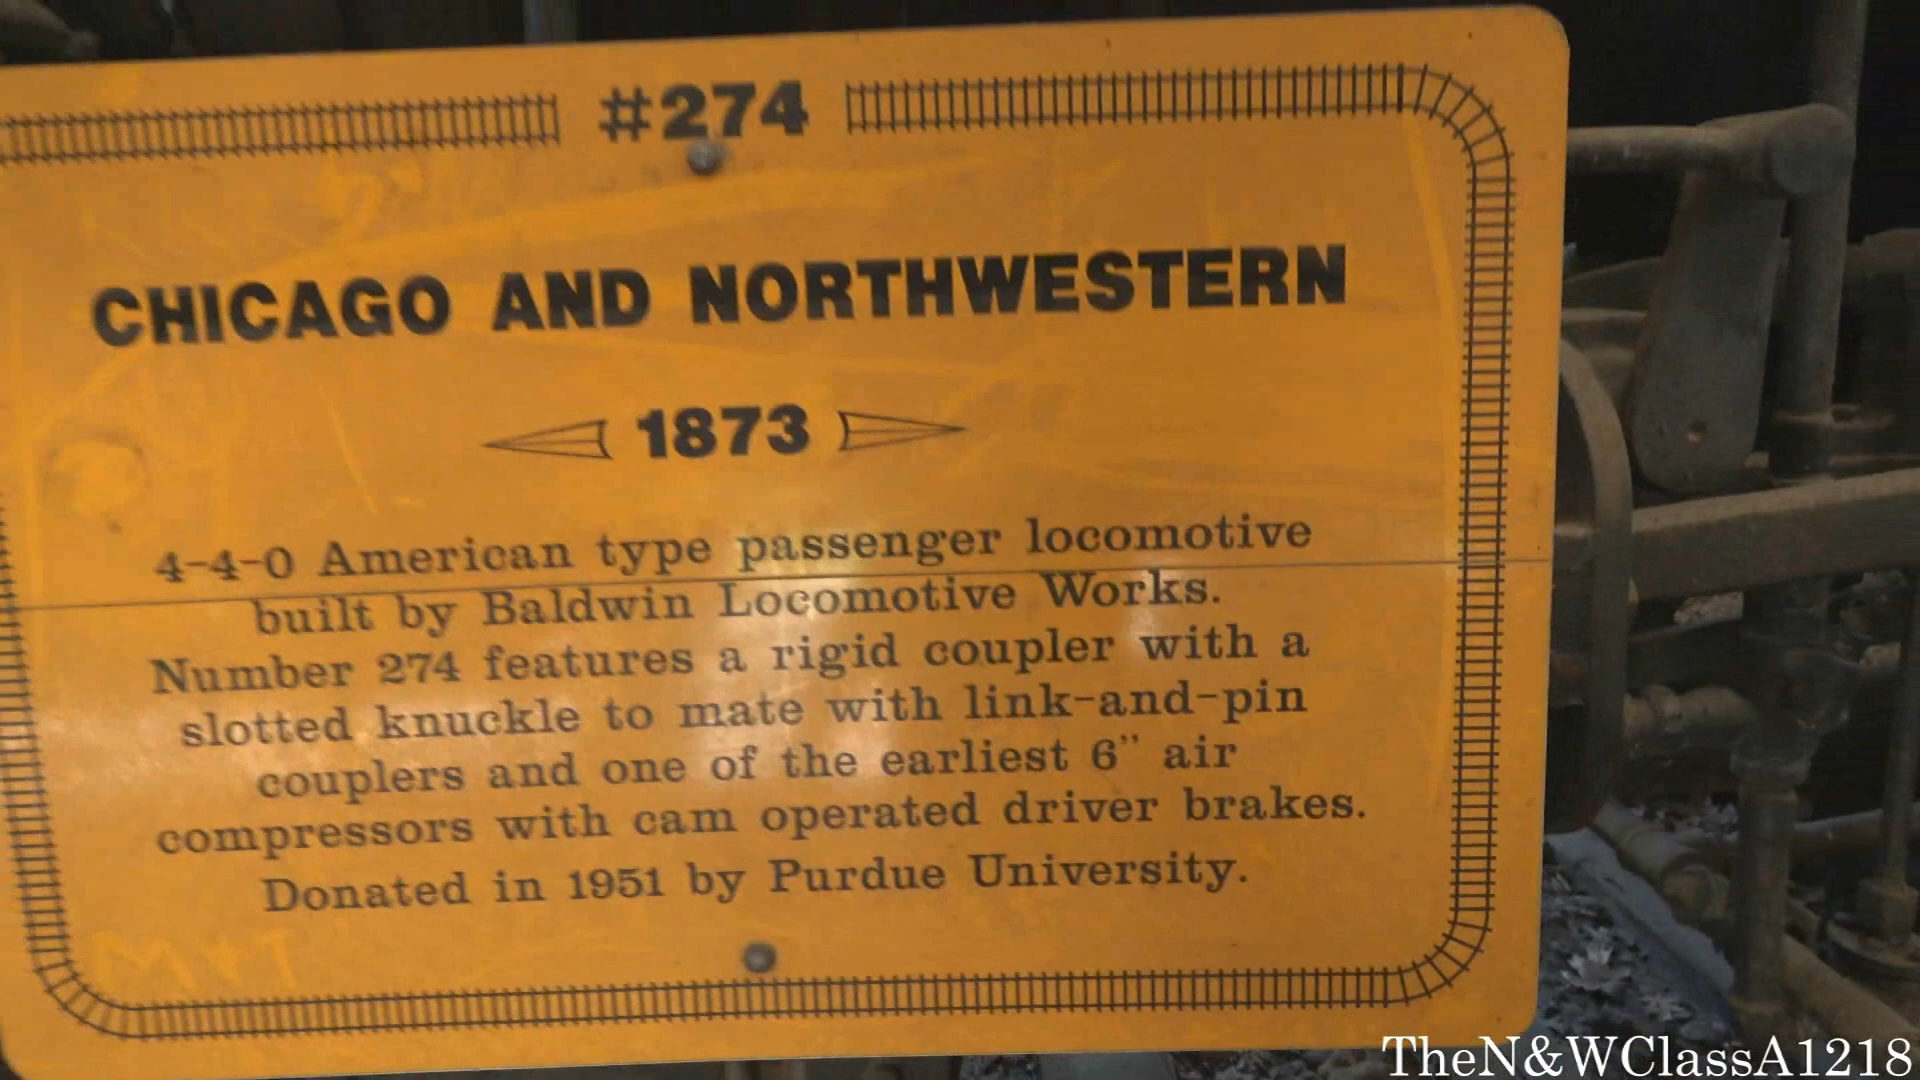 #274
CHICAGO AND NORTHWESTERN
1873
4-4-0 American type passenger locomotive
built by Baldwin Locomotive Works.
Number 274 features a rigid coupler with a
slotted knuckle to mate with link-and-pin
couplers and one of the earliest 6" air
compressors with cam operated driver brakes.
Donated in 1951 by Purdue University.
TheN&WClassA1218